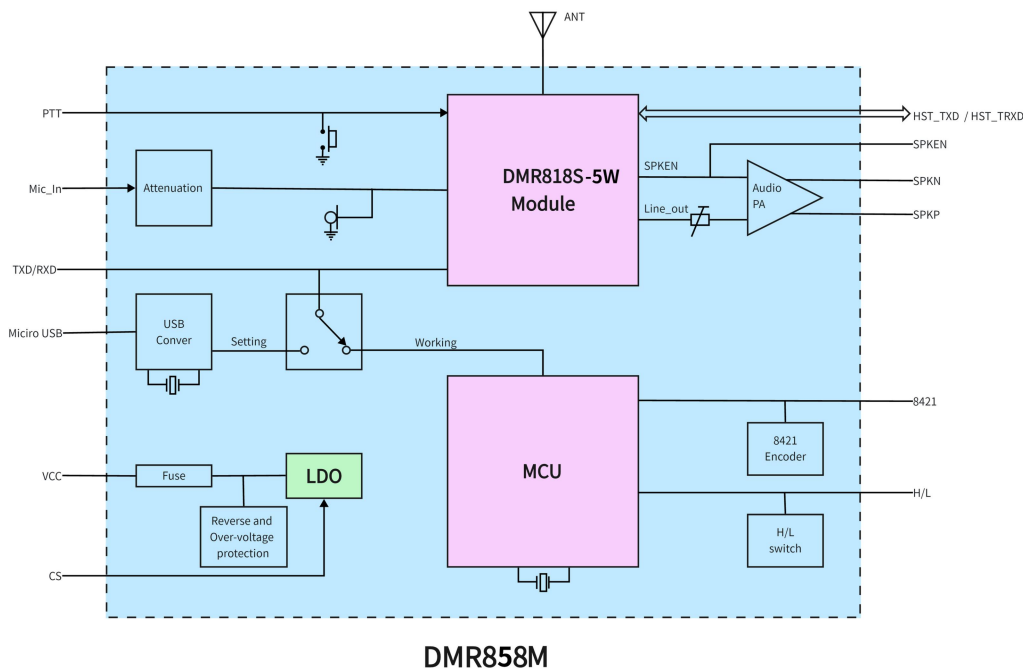 ANT
PTT
HST_TXD / HST_TRXD
SPKEN
SPKEN
DMR818S-5W
Module
Mic_In
Attenuation
Audio
PA
SPKN
Line_out
SPKP
TXD/RXD
Miciro USB
USB
Conver
Setting
Working
8421
8421
Encoder
VCC
Fuse
LDO
MCU
H/L
Reverse and
Over-voltage
protection
H/L
switch
CS
DMR858M